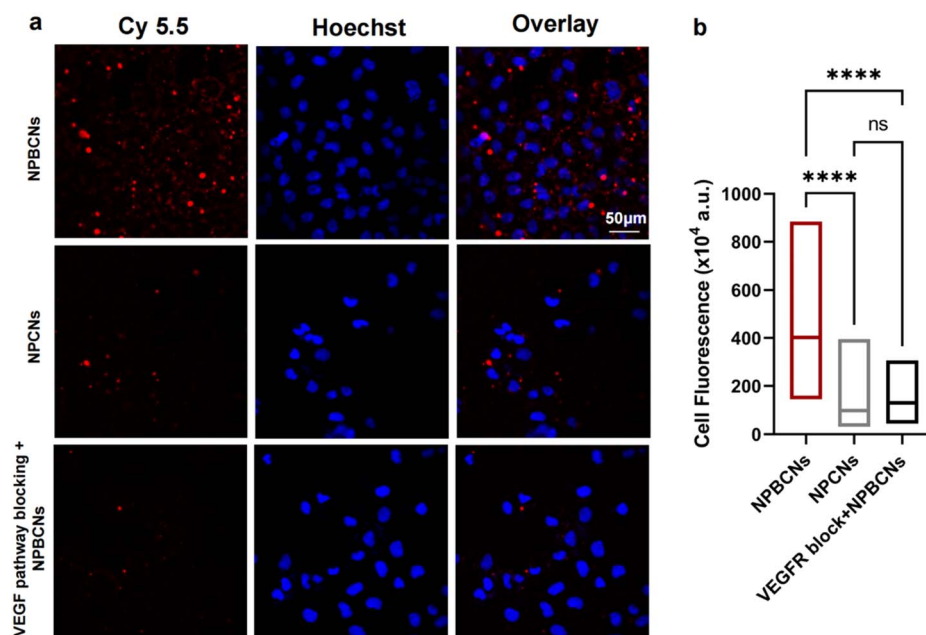 a
Cy 5.5
Hoechst
Overlay
NPBCNs
50μm
NPCNs
VEGF pathway blocking +
NPBCNs
b
****
ns
****
Cell Fluorescence (x10⁴ a.u.)
1000
800
600
400
200
0
NPBCNs
NPCNs
VEGFR block+NPBCNs